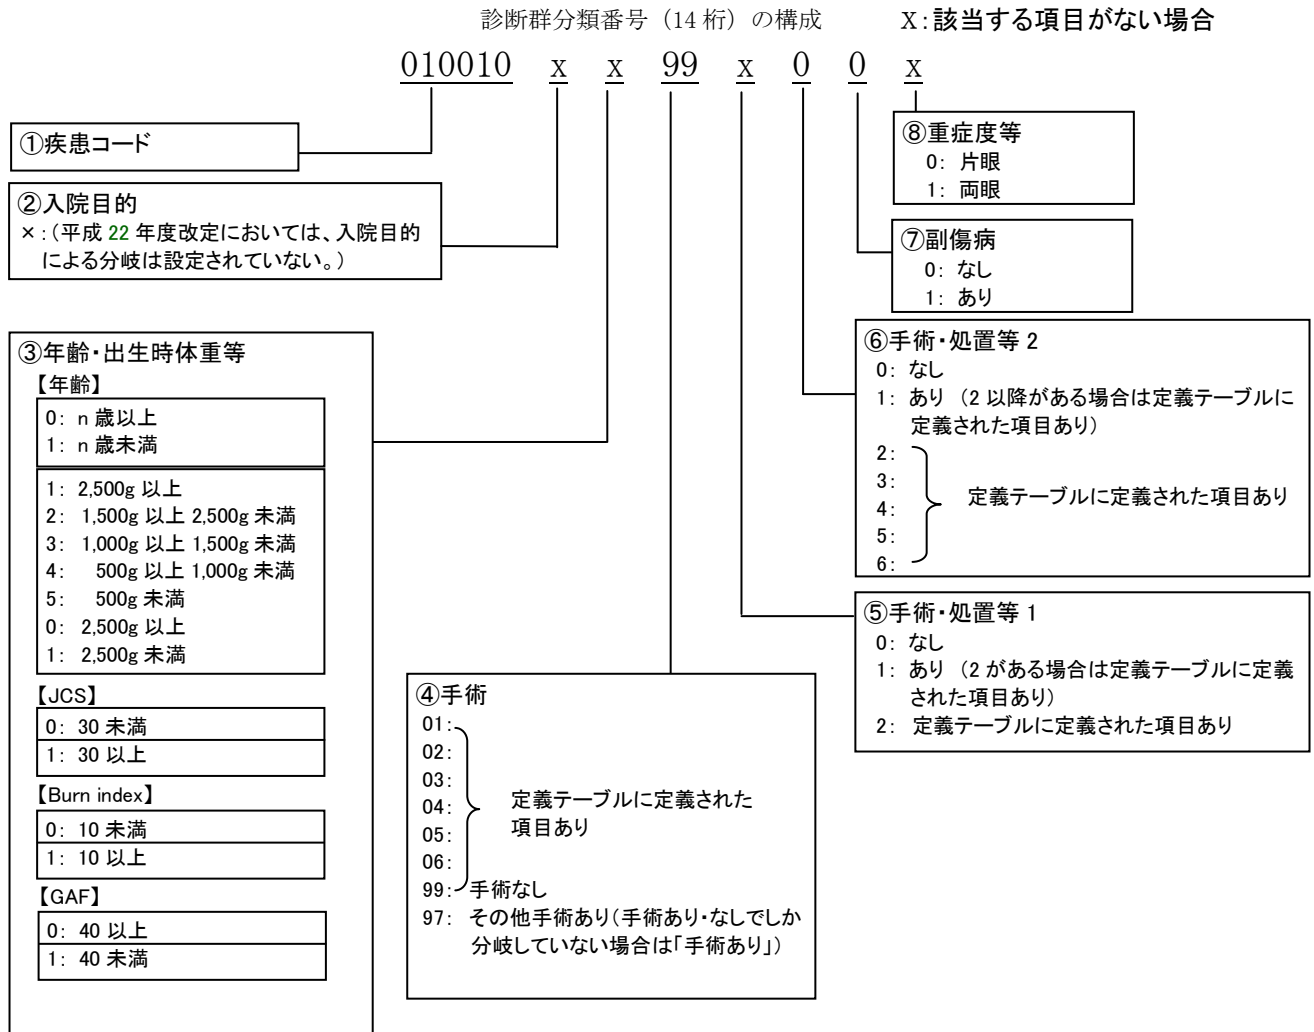 診断群分類番号（14 桁）の構成
X:該当する項目がない場合
010010 x x 99 x 0 0 x
①疾患コード
②入院目的
×:(平成 22 年度改定においては、入院目的
による分岐は設定されていない。)
③年齢・出生時体重等
【年齢】
0: n 歳以上
1: n 歳未満
1: 2,500g 以上
2: 1,500g 以上 2,500g 未満
3: 1,000g 以上 1,500g 未満
4: 500g 以上 1,000g 未満
5: 500g 未満
0: 2,500g 以上
1: 2,500g 未満
【JCS】
0: 30 未満
1: 30 以上
【Burn index】
0: 10 未満
1: 10 以上
【GAF】
0: 40 以上
1: 40 未満
④手術
01:
02:
03:
04:
05:
06:
定義テーブルに定義された
項目あり
99: 手術なし
97: その他手術あり(手術あり・なしでしか
分岐していない場合は「手術あり」)
⑧重症度等
0: 片眼
1: 両眼
⑦副傷病
0: なし
1: あり
⑥手術・処置等 2
0: なし
1: あり (2 以降がある場合は定義テーブルに
定義された項目あり)
2:
3:
4:
5:
6:
定義テーブルに定義された項目あり
⑤手術・処置等 1
0: なし
1: あり (2 がある場合は定義テーブルに定義
された項目あり)
2: 定義テーブルに定義された項目あり